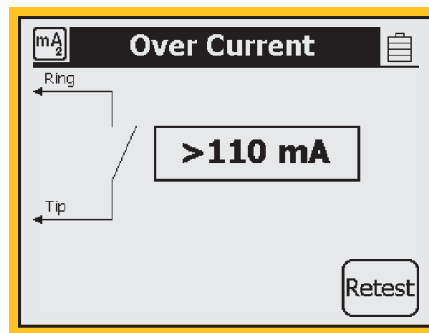 mA2 Over Current
Ring
>110 mA
Tip
Retest